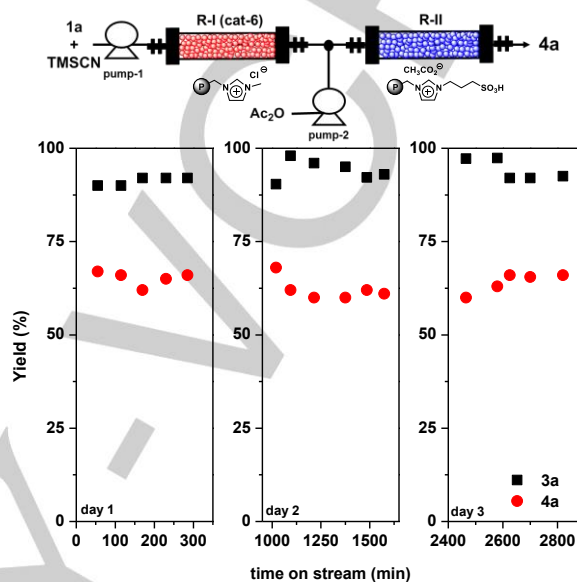 1a
+
TMSCN
pump-1
R-I (cat-6)
R-II
4a
P
N
N
+
Cl⊖
CH₃CO₂⊖
P
N
N
+
SO₃H
Ac₂O
pump-2
Yield (%)
100
75
50
25
0
day 1
0 100 200 300
100
75
50
25
0
day 2
1000 1250 1500
100
75
50
25
0
3a
4a
day 3
2400 2600 2800
time on stream (min)